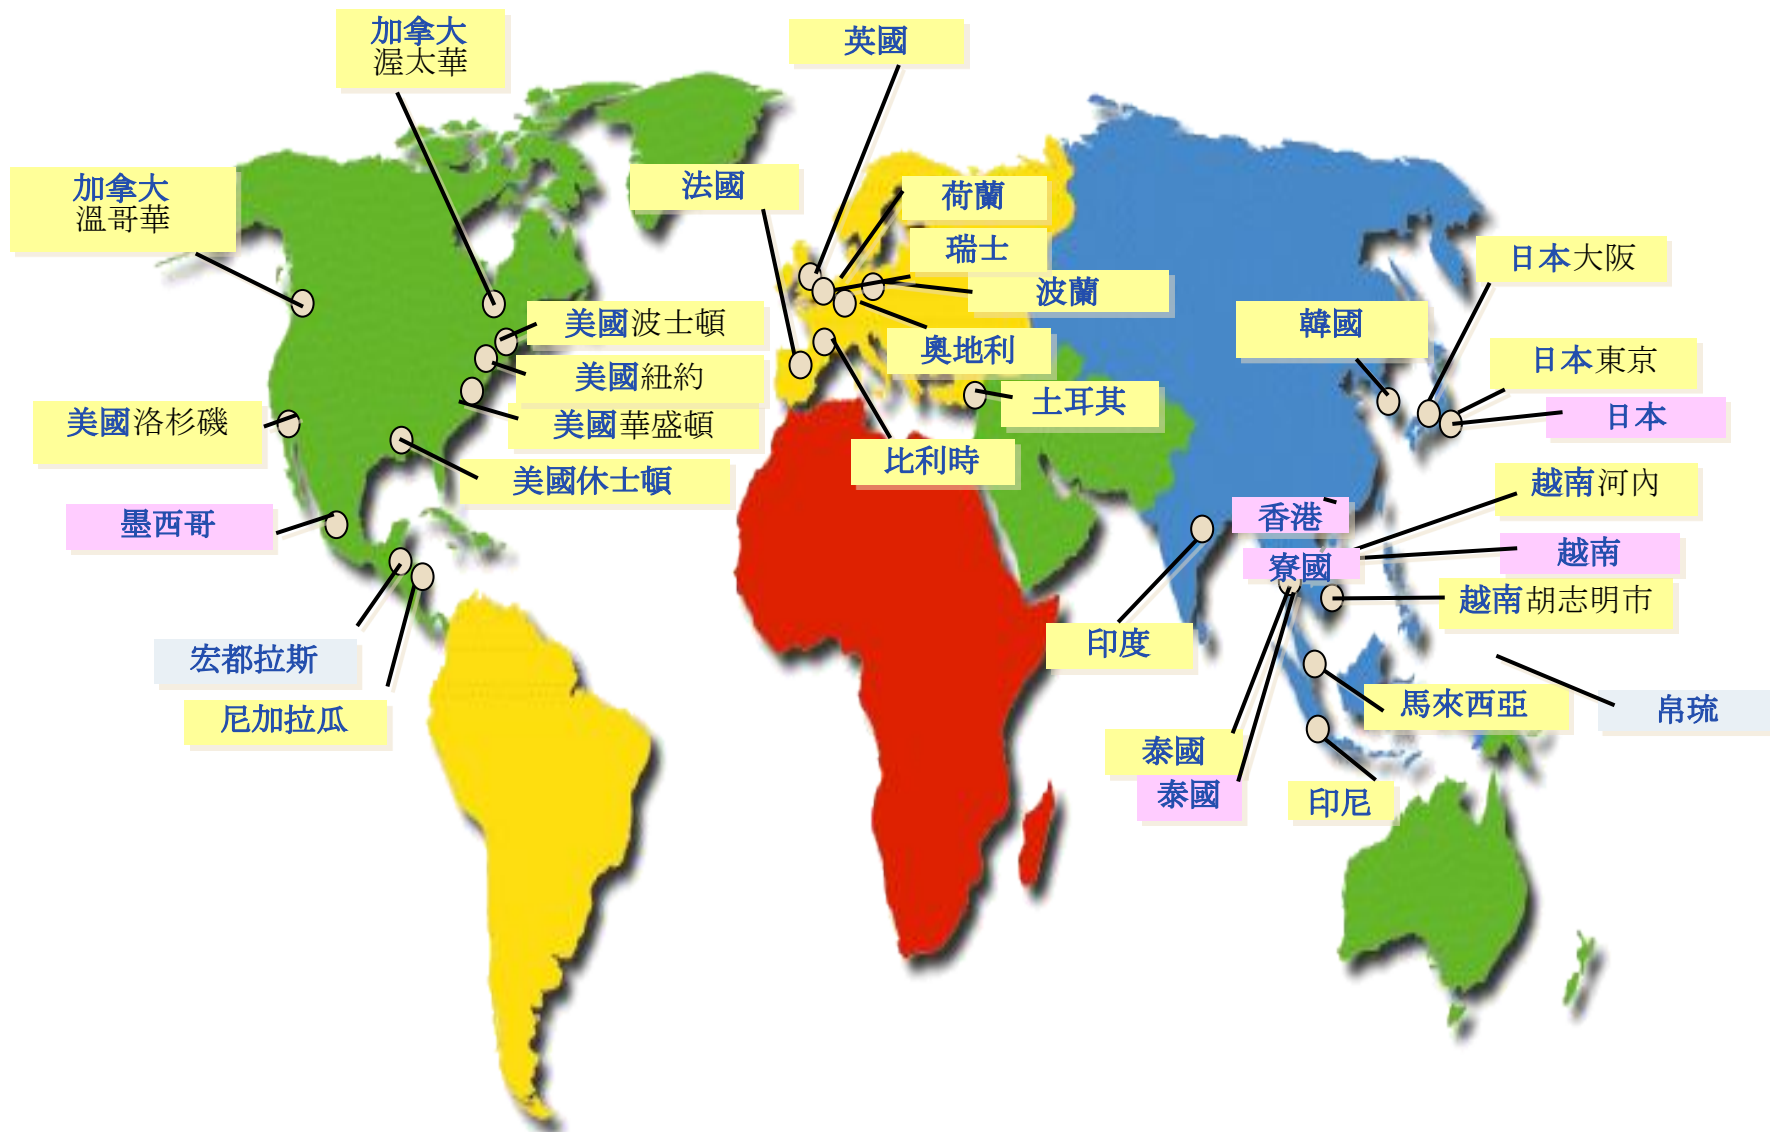 加拿大
渥太華
英國
加拿大
溫哥華
法國
荷蘭
瑞士
波蘭
日本大阪
韓國
美國波士頓
奧地利
日本東京
美國紐約
土耳其
日本
美國洛杉磯
美國華盛頓
比利時
美國休士頓
越南河內
墨西哥
香港
越南
寮國
越南胡志明市
印度
宏都拉斯
馬來西亞
帛琉
尼加拉瓜
泰國
泰國
印尼